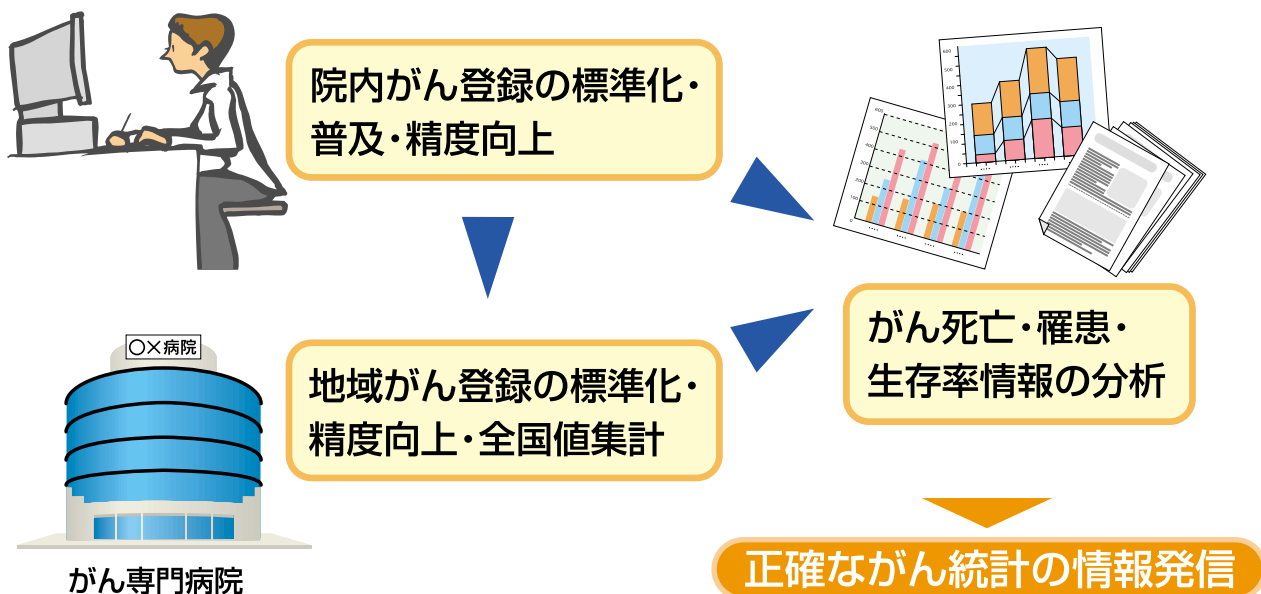 院内がん登録の標準化・
普及・精度向上
〇×病院
がん専門病院
地域がん登録の標準化・
精度向上・全国値集計
がん死亡・罹患・
生存率情報の分析
正確ながん統計の情報発信